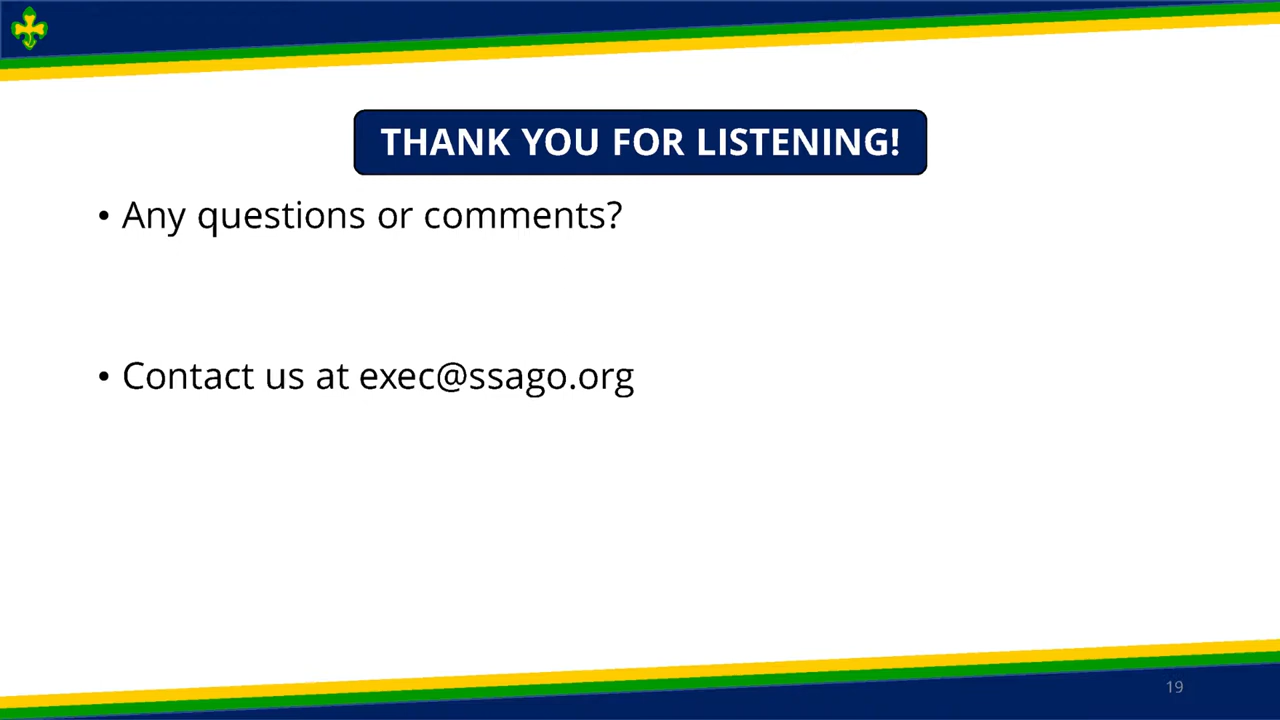 THANK YOU FOR LISTENING!
• Any questions or comments?
• Contact us at exec@ssago.org
19